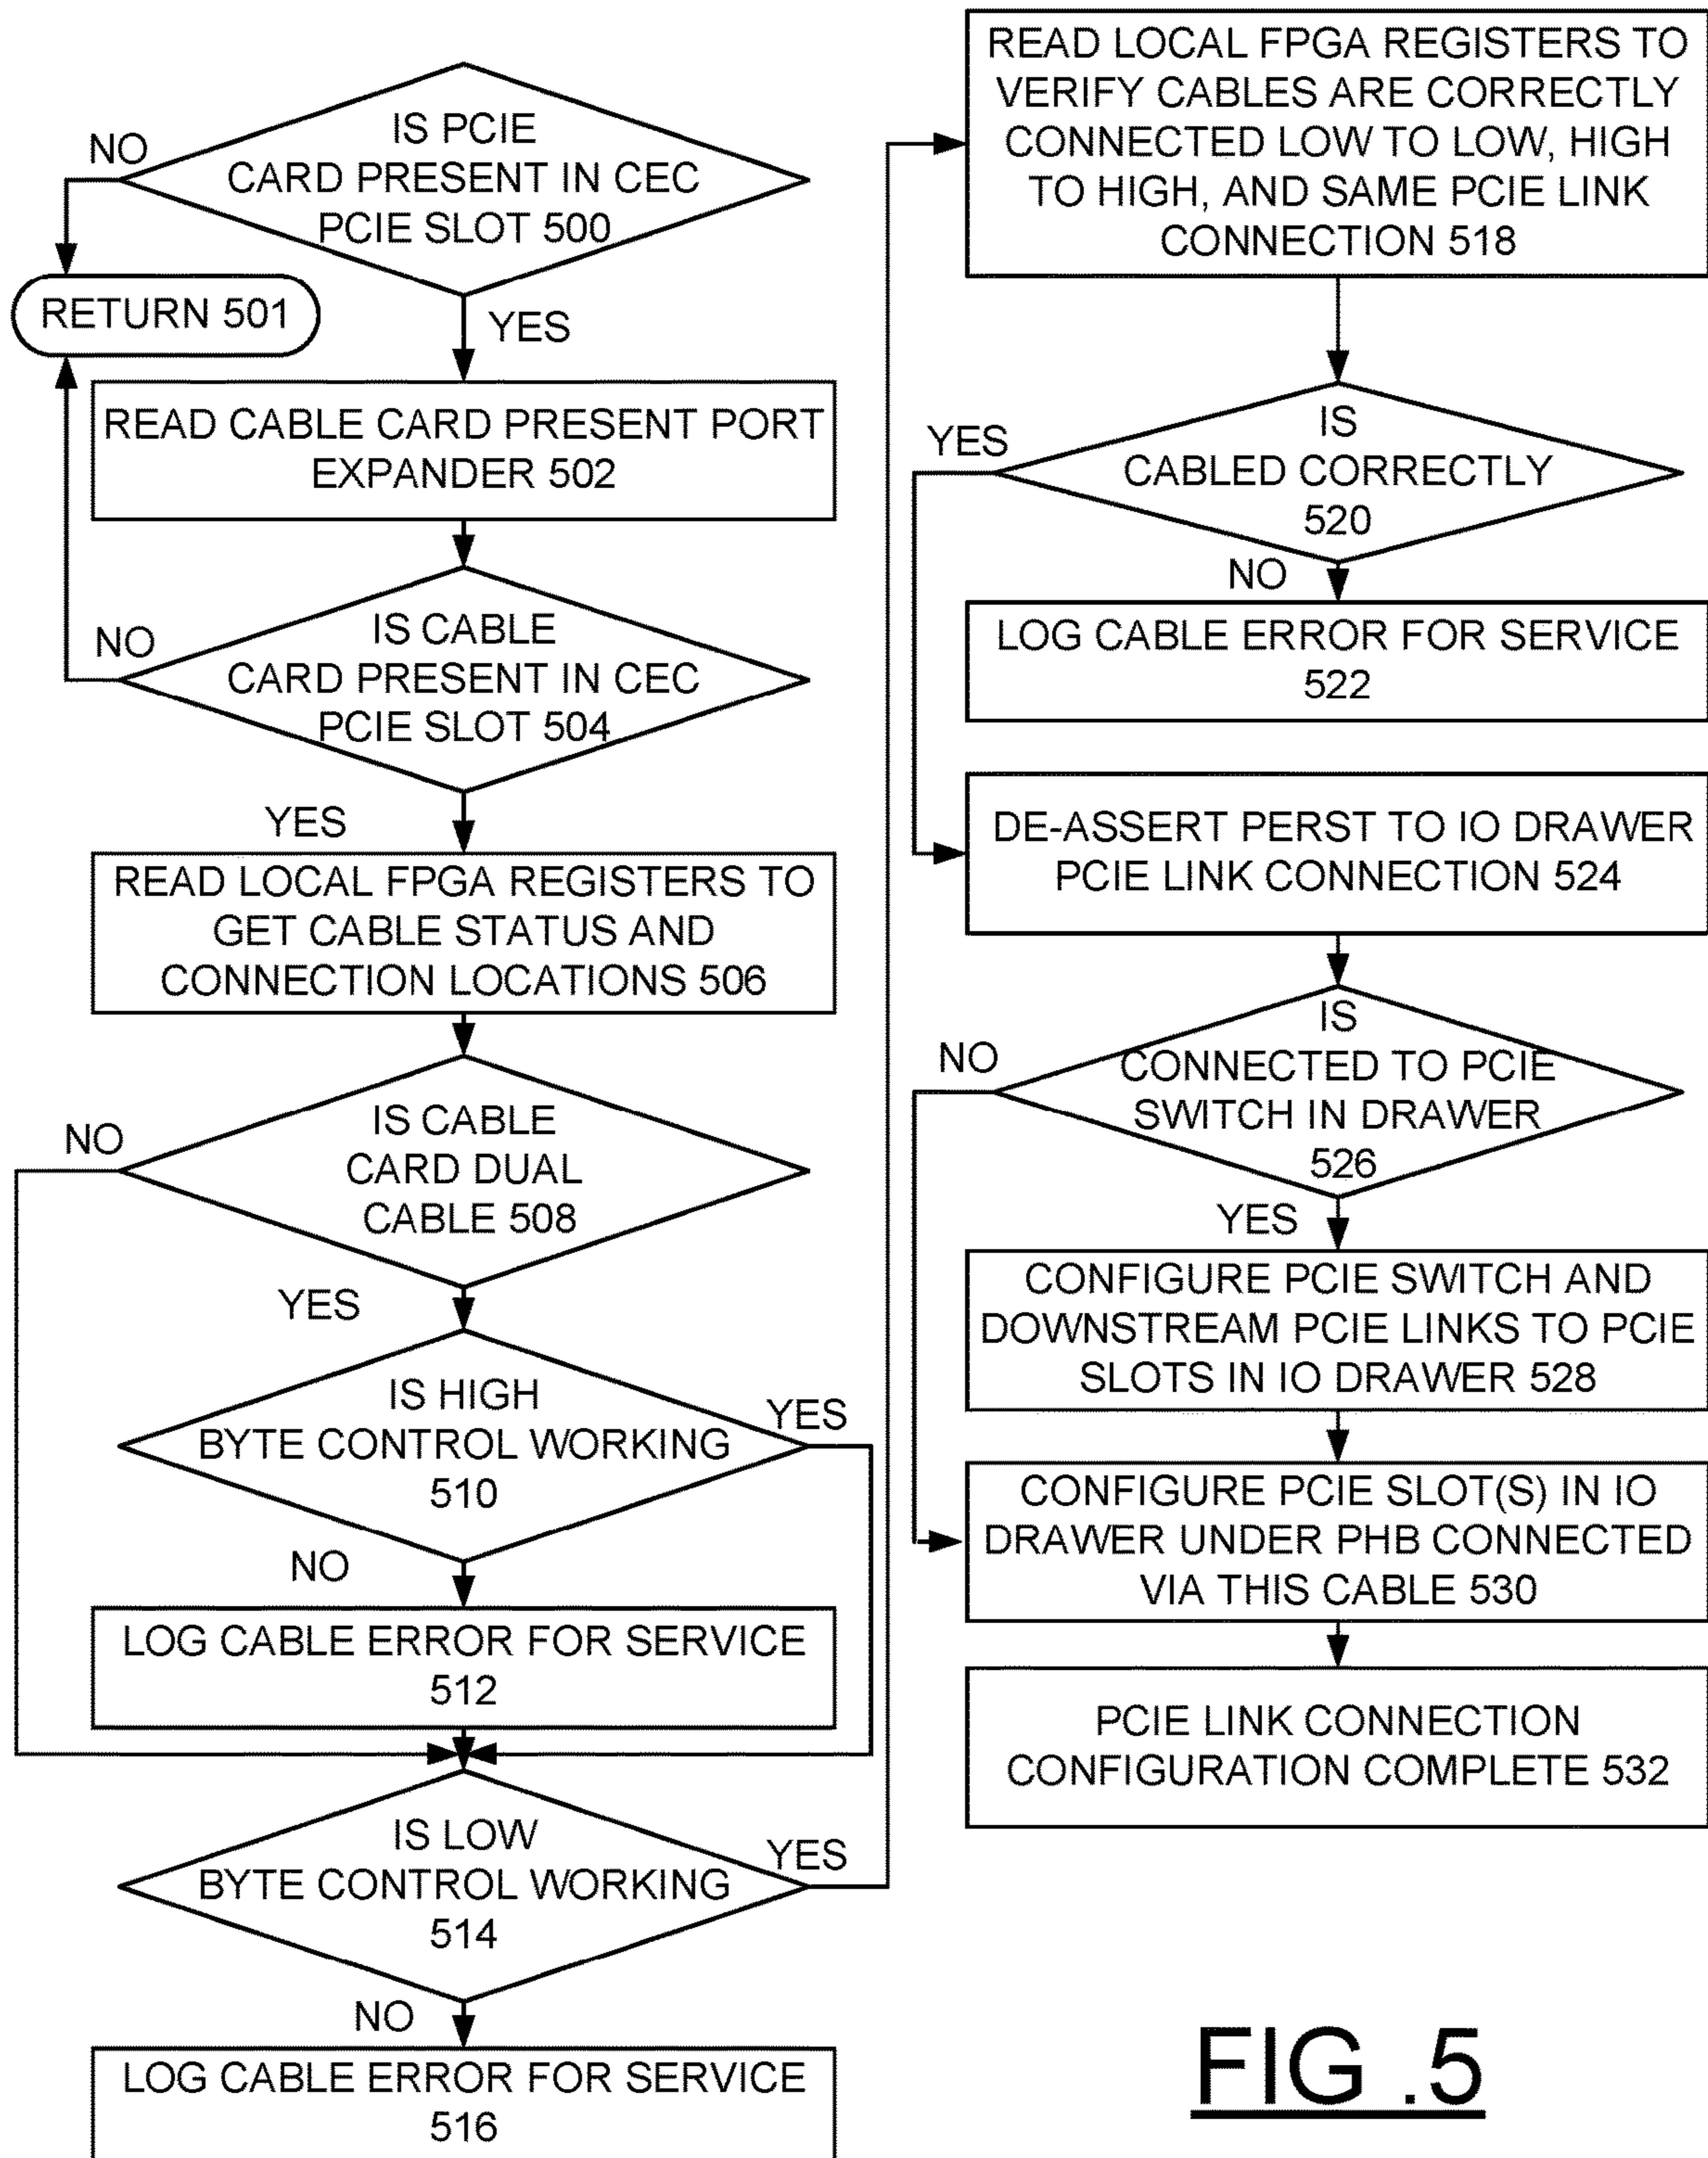 IS PCIE
CARD PRESENT IN CEC
PCIE SLOT 500
NO
YES
RETURN 501
READ CABLE CARD PRESENT PORT
EXPANDER 502
IS CABLE
CARD PRESENT IN CEC
PCIE SLOT 504
NO
YES
READ LOCAL FPGA REGISTERS TO
GET CABLE STATUS AND
CONNECTION LOCATIONS 506
IS CABLE
CARD DUAL
CABLE 508
NO
YES
IS HIGH
BYTE CONTROL WORKING
510
YES
NO
LOG CABLE ERROR FOR SERVICE
512
IS LOW
BYTE CONTROL WORKING
514
YES
NO
LOG CABLE ERROR FOR SERVICE
516
READ LOCAL FPGA REGISTERS TO
VERIFY CABLES ARE CORRECTLY
CONNECTED LOW TO LOW, HIGH
TO HIGH, AND SAME PCIE LINK
CONNECTION 518
IS
CABLED CORRECTLY
520
YES
NO
LOG CABLE ERROR FOR SERVICE
522
DE-ASSERT PERST TO IO DRAWER
PCIE LINK CONNECTION 524
IS
CONNECTED TO PCIE
SWITCH IN DRAWER
526
NO
YES
CONFIGURE PCIE SWITCH AND
DOWNSTREAM PCIE LINKS TO PCIE
SLOTS IN IO DRAWER 528
CONFIGURE PCIE SLOT(S) IN IO
DRAWER UNDER PHB CONNECTED
VIA THIS CABLE 530
PCIE LINK CONNECTION
CONFIGURATION COMPLETE 532
FIG .5